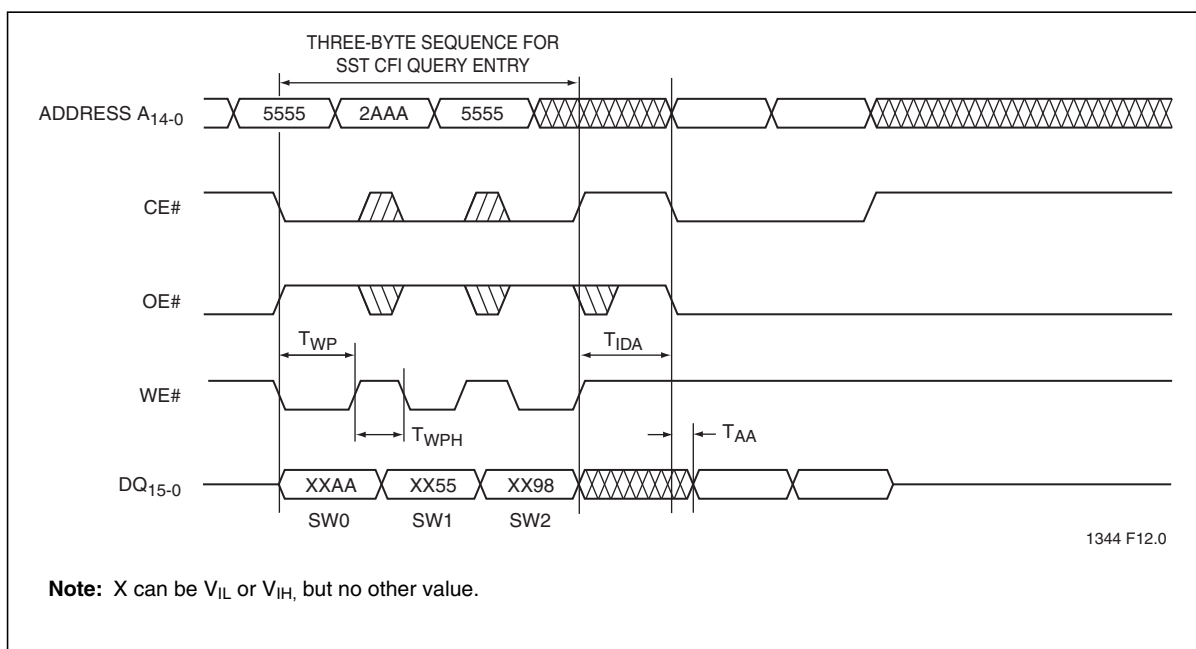 THREE-BYTE SEQUENCE FOR
SST CFI QUERY ENTRY
ADDRESS A14-0
5555 2AAA 5555
CE#
OE#
TWP
TIDA
WE#
TWPH
TAA
DQ15-0
XXAA XX55 XX98
SW0 SW1 SW2
1344 F12.0
Note: X can be VIL or VIH, but no other value.